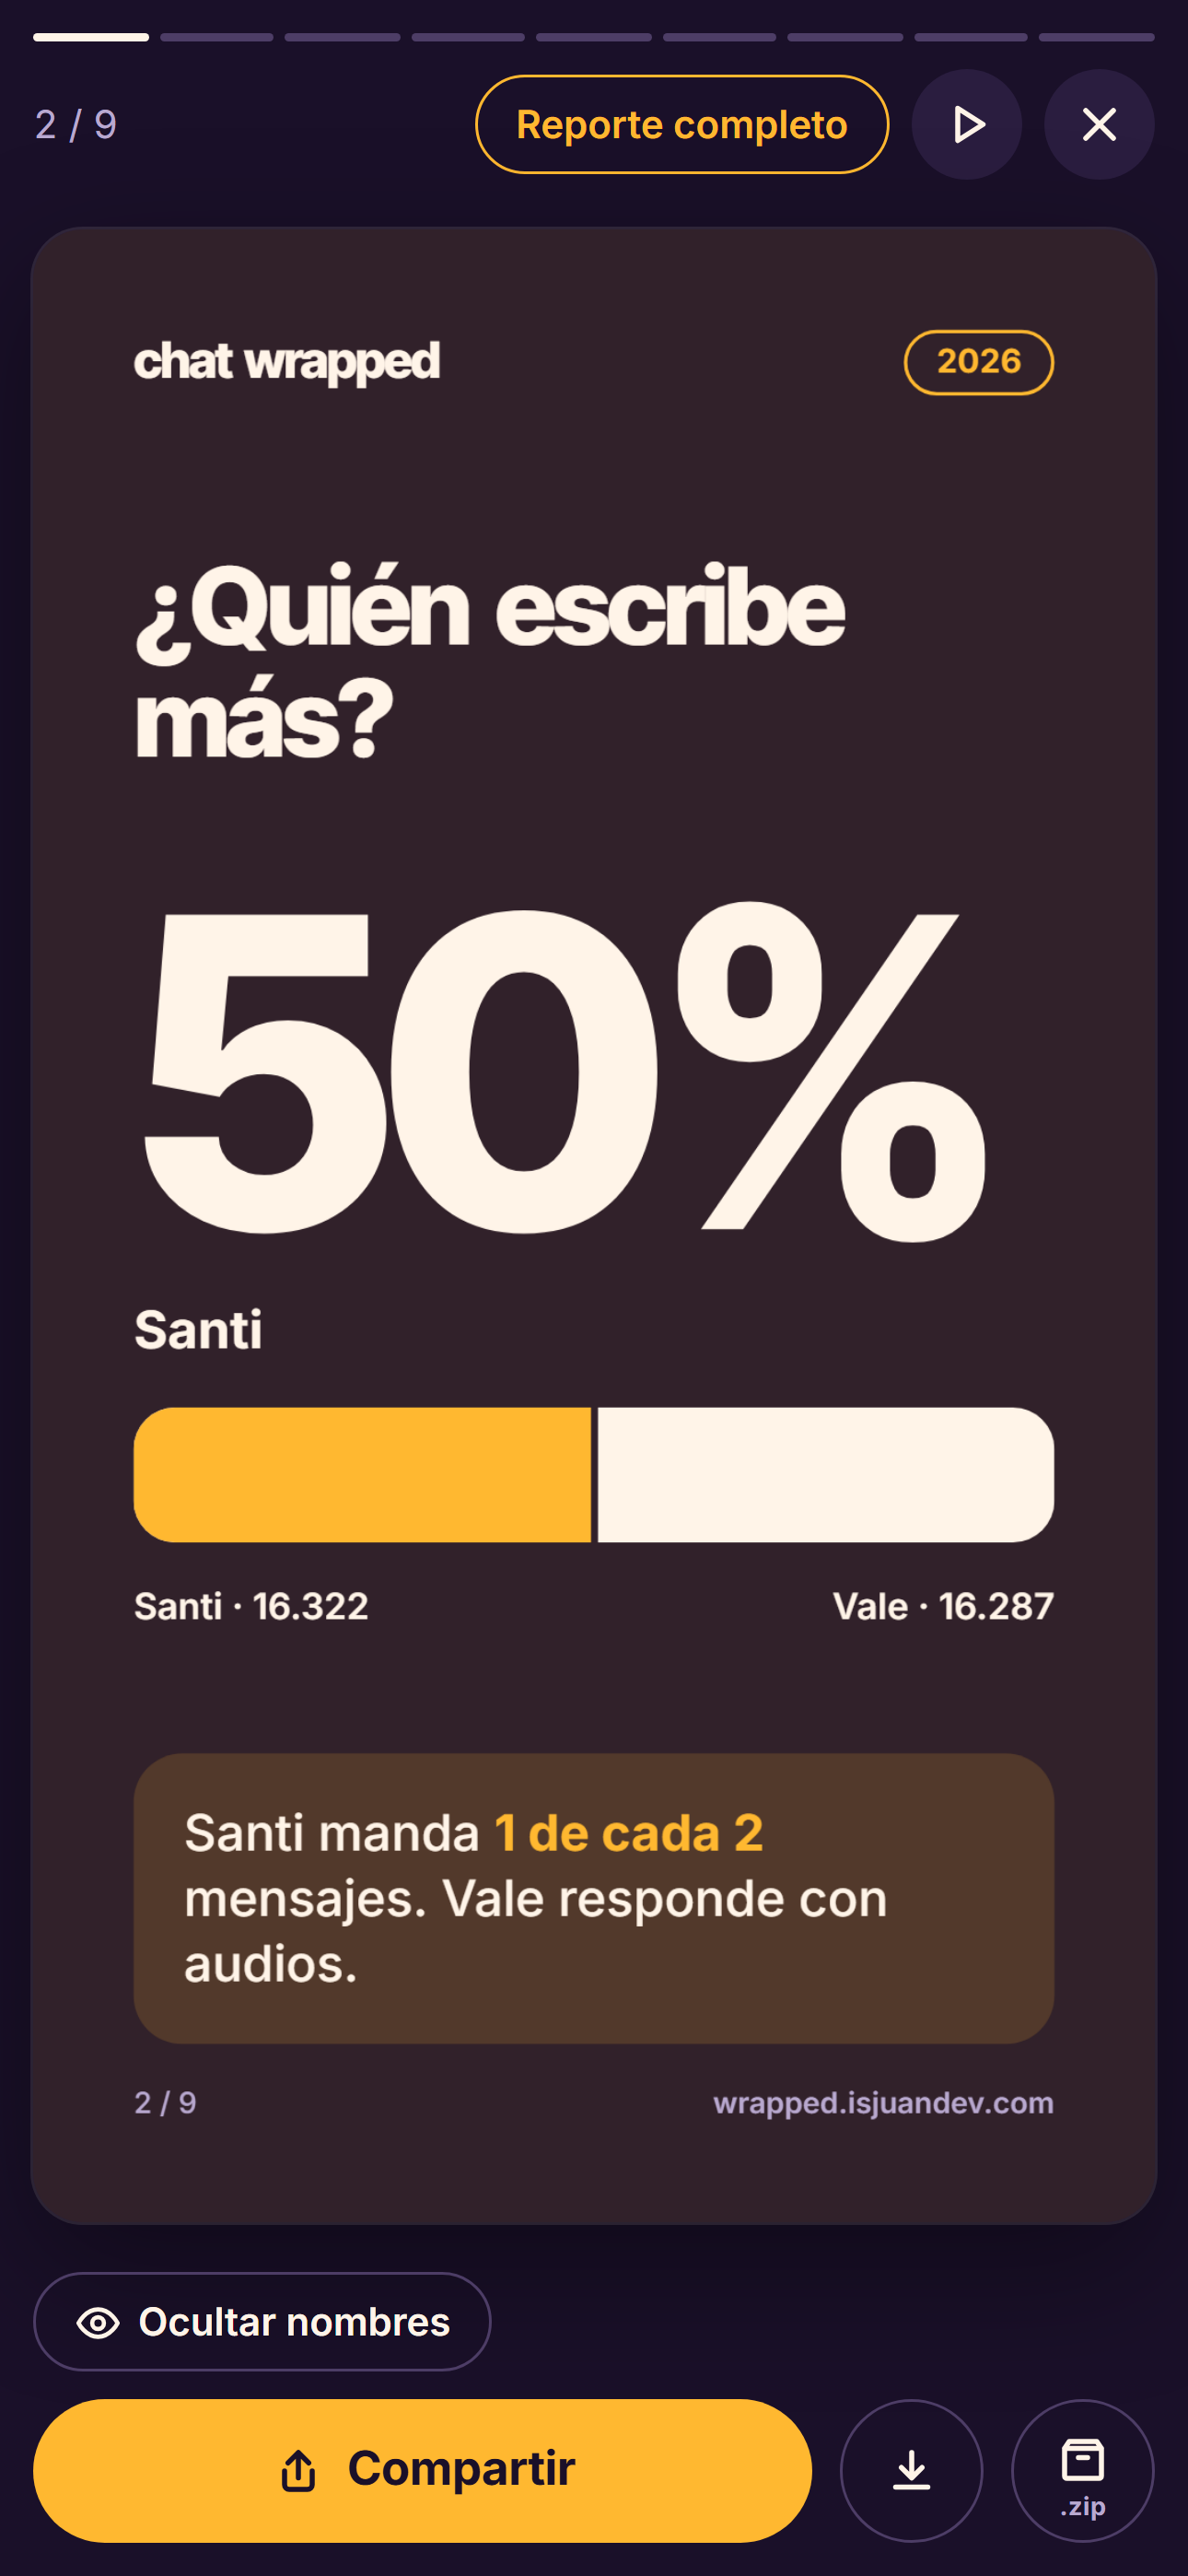 2 / 9
Reporte completo
chat wrapped
2026
¿Quién escribe
más?
50%
Santi
Santi · 16.322
Vale · 16.287
Santi manda 1 de cada 2
mensajes. Vale responde con
audios.
2 / 9
wrapped.isjuandev.com
Ocultar nombres
Compartir
.zip